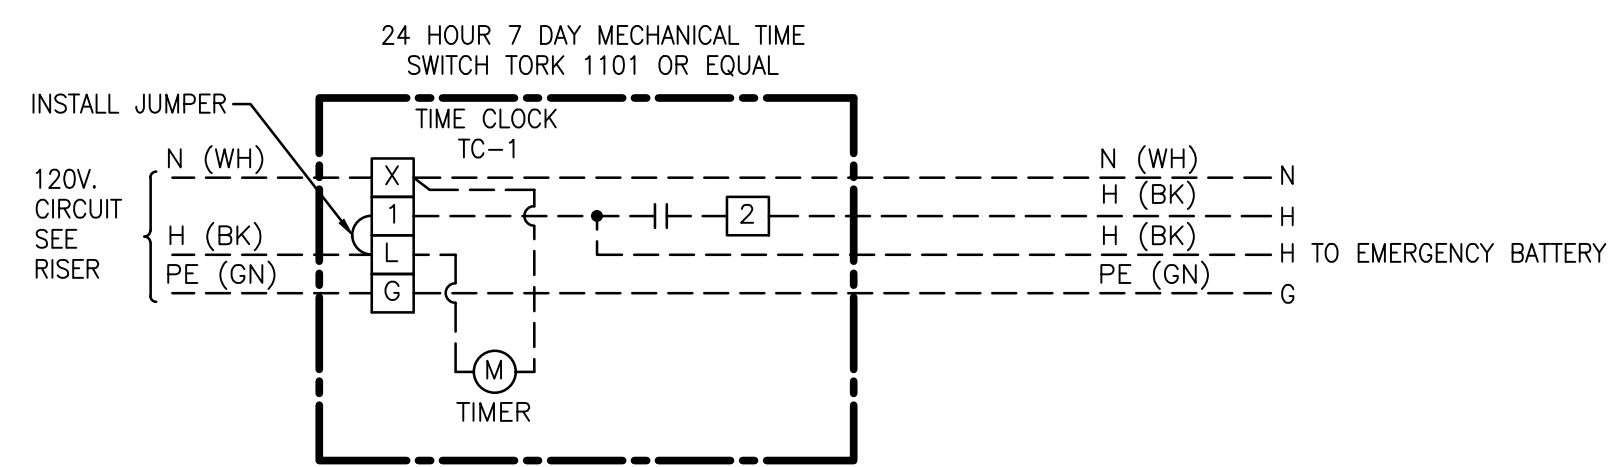 24 HOUR 7 DAY MECHANICAL TIME
SWITCH TORK 1101 OR EQUAL
INSTALL JUMPER
TIME CLOCK
TC-1
120V.
CIRCUIT
SEE
RISER
N (WH)
H (BK)
PE (GN)
X
1
L
G
2
M
TIMER
N (WH)
H (BK)
H (BK)
PE (GN)
N
H
H TO EMERGENCY BATTERY
G